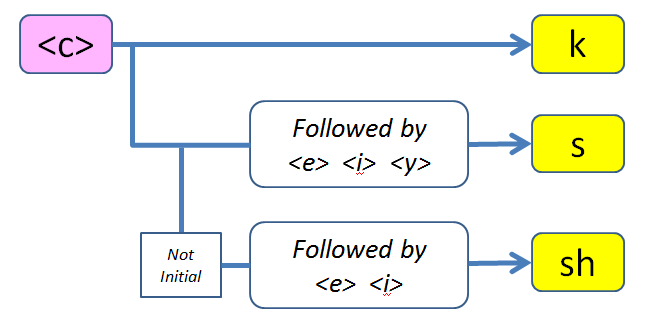 <c>
k
Followed by
<e> <i> <y>
s
Not
Initial
Followed by
<e> <i>
sh